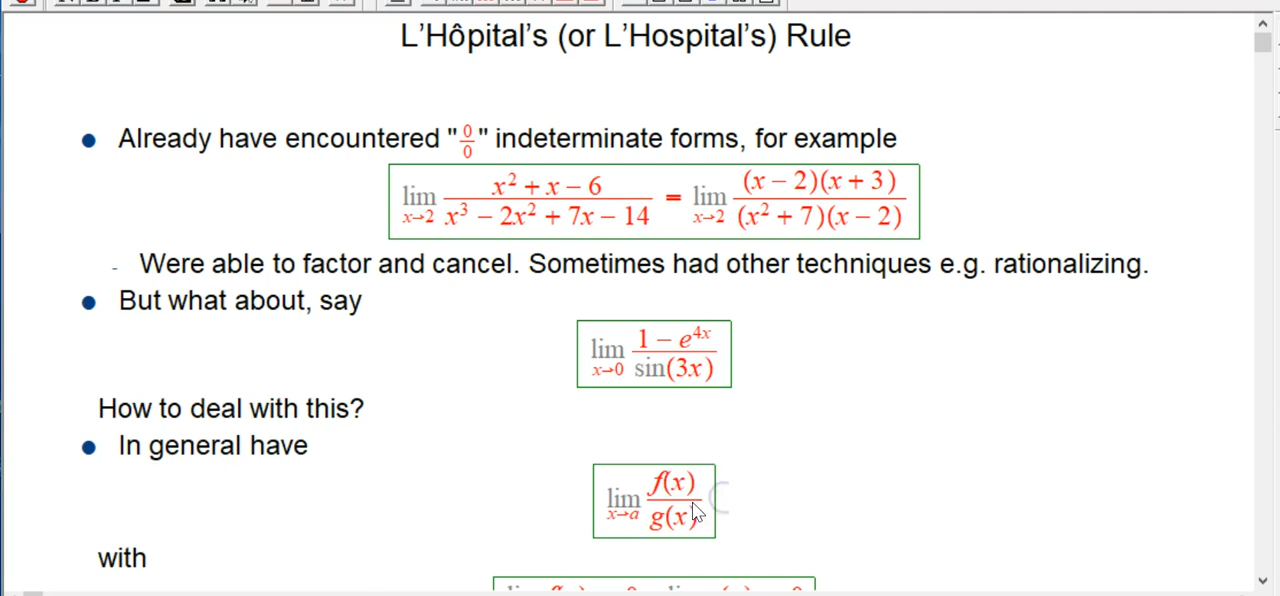 L’Hôpital’s (or L’Hospital’s) Rule
Already have encountered "0/0" indeterminate forms, for example
lim x→2 (x² + x − 6)/(x³ − 2x² + 7x − 14) = lim x→2 ((x − 2)(x + 3))/((x² + 7)(x − 2))
- Were able to factor and cancel. Sometimes had other techniques e.g. rationalizing.
But what about, say
lim x→0 (1 − e⁴ˣ)/(sin(3x))
How to deal with this?
In general have
lim x→a f(x)/g(x)
with